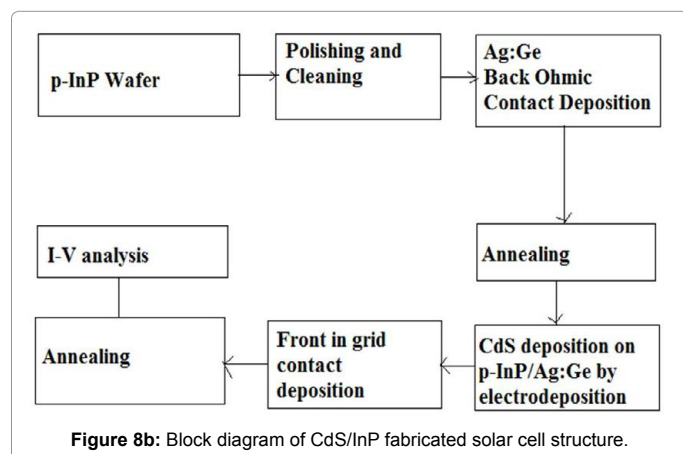 p-InP Wafer
Polishing and
Cleaning
Ag:Ge
Back Ohmic
Contact Deposition
Annealing
CdS deposition on
p-InP/Ag:Ge by
electrodeposition
Front in grid
contact
deposition
Annealing
I-V analysis
Figure 8b: Block diagram of CdS/InP fabricated solar cell structure.